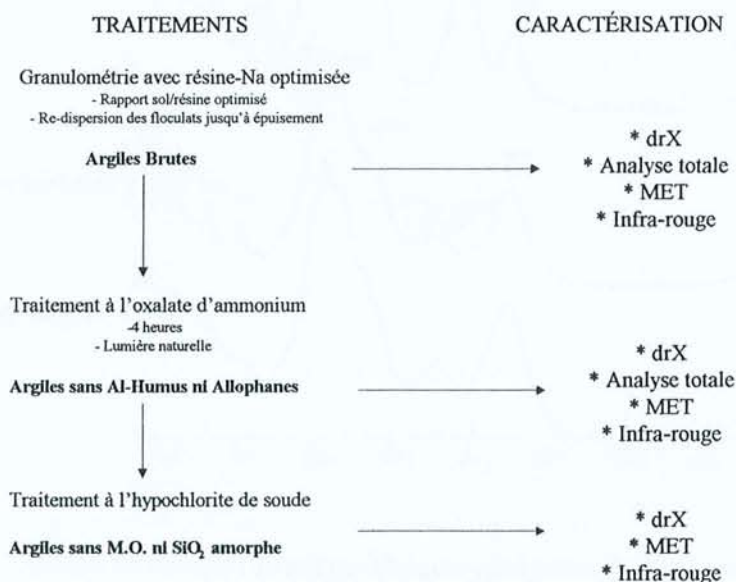 TRAITEMENTS
CARACTÉRISATION
Granulométrie avec résine-Na optimisée
- Rapport sol/résine optimisé
- Re-dispersion des floculats jusqu'à épuisement
Argiles Brutes
* drX
* Analyse totale
* MET
* Infra-rouge
Traitement à l'oxalate d'ammonium
-4 heures
- Lumière naturelle
Argiles sans Al-Humus ni Allophanes
* drX
* Analyse totale
* MET
* Infra-rouge
Traitement à l'hypochlorite de soude
Argiles sans M.O. ni SiO₂ amorphe
* drX
* MET
* Infra-rouge